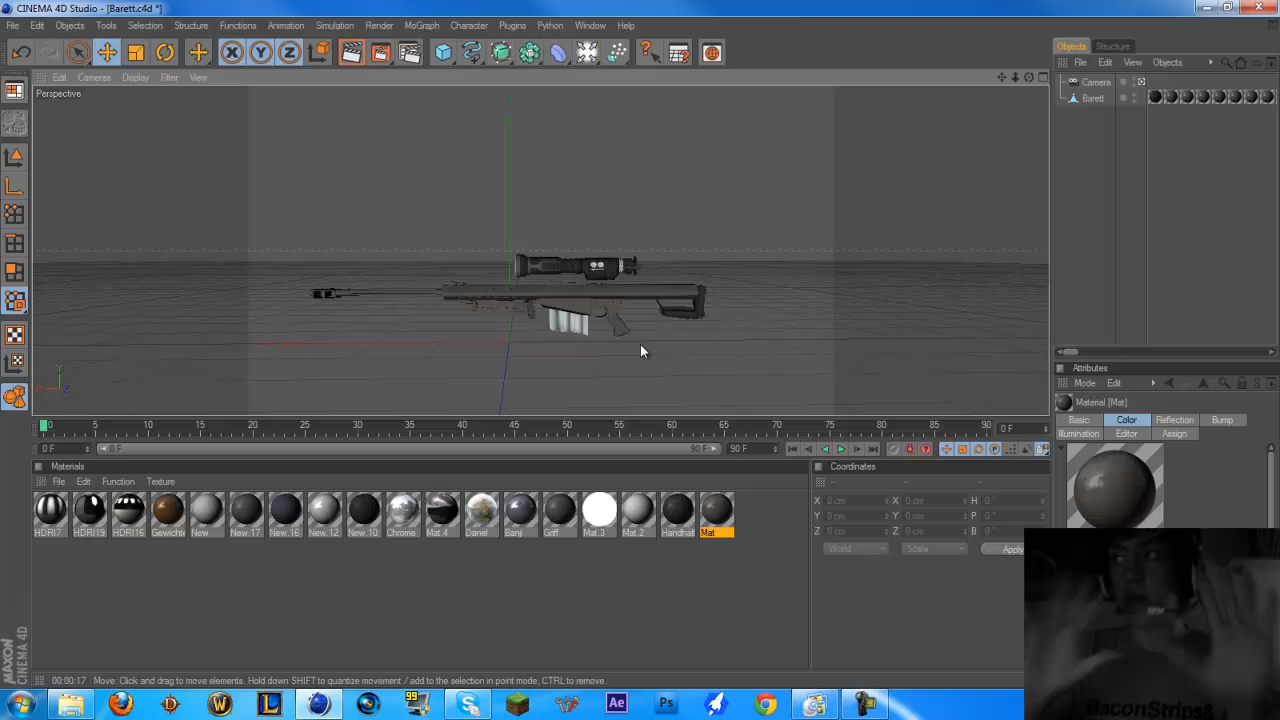 CINEMA 4D Studio - [Barett.c4d *]
File Edit Objects Tools Selection Structure Functions Animation Simulation Render MoGraph Character Plugins Python Window Help
X Y Z
Objects Structure
File Edit View Objects
Edit Cameras Display Filter View
Perspective
Camera
Barett
Y
Attributes
Mode Edit
Material [Mat]
Basic Color Reflection Bump
Illumination Editor Assign
0 5 10 15 20 25 30 35 40 45 50 55 60 65 70 75 80 85 90 0 F
0 F 0 F 90 F 90 F
Materials
File Edit Function Texture
HDRI7 HDRI19 HDRI16 Gewichte New New.17 New.16 New.12 New.10 Chrome Mat.4 Danel Banji Griff Mat.3 Mat.2 Handhalt Mat
Coordinates
-- -- --
X 0 cm X 0 cm H 0 °
Y 0 cm Y 0 cm P 0 °
Z 0 cm Z 0 cm B 0 °
World Scale Apply
MAXON
CINEMA 4D
00:00:17 Move: Click and drag to move elements. Hold down SHIFT to quantize movement / add to the selection in point mode, CTRL to remove.
99
L
Ae
Ps
BaconStrips&